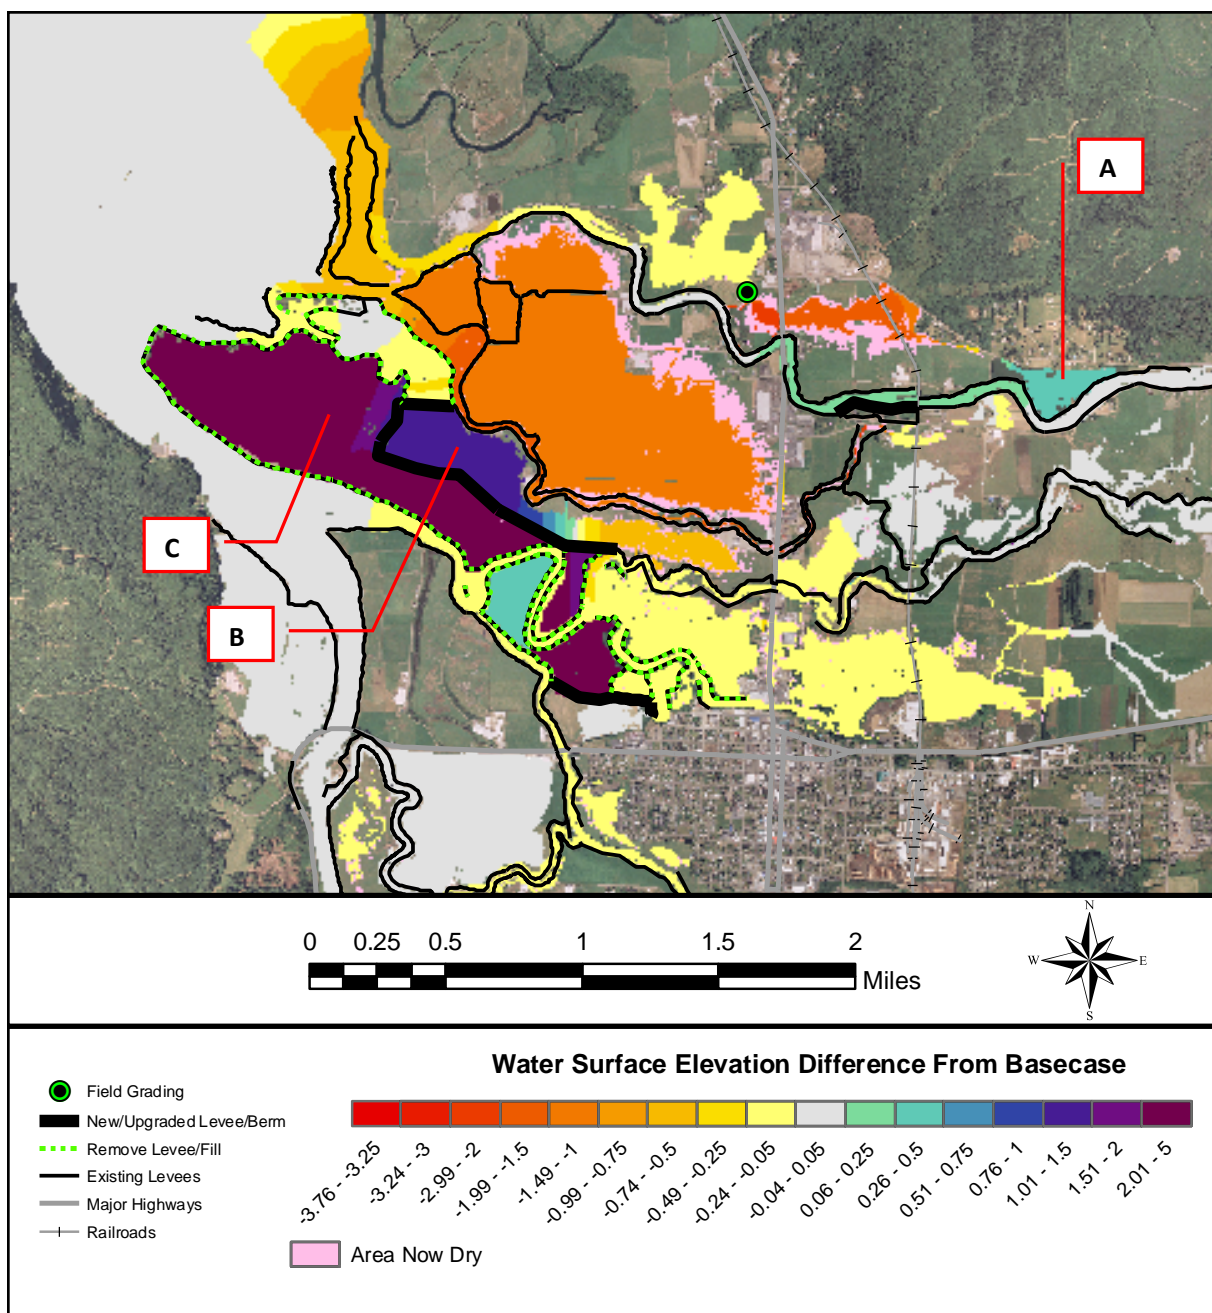 A
C
B
N
W E
S
0 0.25 0.5 1 1.5 2
Miles
Water Surface Elevation Difference From Basecase
Field Grading
New/Upgraded Levee/Berm
Remove Levee/Fill
Existing Levees
Major Highways
Railroads
-3.76 - -3.25
-3.24 - -3
-2.99 - -2
-1.99 - -1.5
-1.49 - -1
-0.99 - -0.75
-0.74 - -0.5
-0.49 - -0.25
-0.24 - -0.05
-0.04 - 0.05
0.06 - 0.25
0.26 - 0.5
0.51 - 0.75
0.76 - 1
1.01 - 1.5
1.51 - 2
2.01 - 5
Area Now Dry